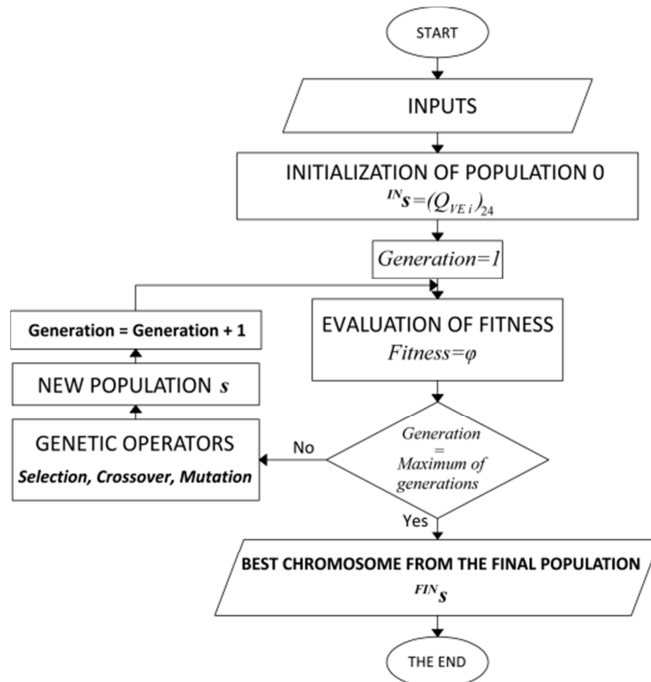 START
INPUTS
INITIALIZATION OF POPULATION 0
ᴵᴺs=(Q_VE i)₂₄
Generation=1
EVALUATION OF FITNESS
Fitness=φ
Generation = Generation + 1
NEW POPULATION s
GENETIC OPERATORS
Selection, Crossover, Mutation
No
Generation
=
Maximum of
generations
Yes
BEST CHROMOSOME FROM THE FINAL POPULATION
ᶠᴵᴺs
THE END